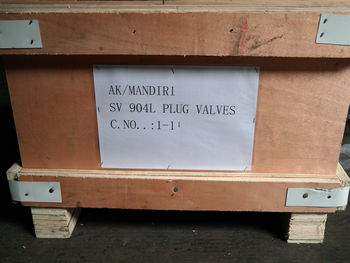 AK/MANDIRI
SV 904L PLUG VALVES
C.NO..:1-1